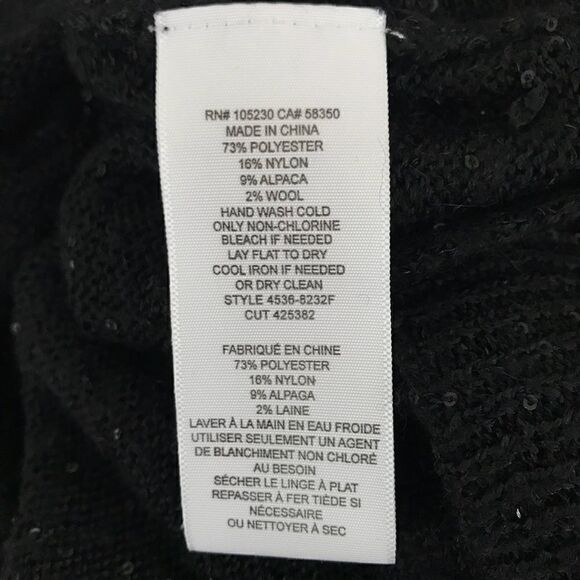 RN# 105230 CA# 58350
MADE IN CHINA
73% POLYESTER
16% NYLON
9% ALPACA
2% WOOL
HAND WASH COLD
ONLY NON-CHLORINE
BLEACH IF NEEDED
LAY FLAT TO DRY
COOL IRON IF NEEDED
OR DRY CLEAN
STYLE 4536-8232F
CUT 425382
FABRIQUÉ EN CHINE
73% POLYESTER
16% NYLON
9% ALPAGA
2% LAINE
LAVER À LA MAIN EN EAU FROIDE
UTILISER SEULEMENT UN AGENT
DE BLANCHIMENT NON CHLORÉ
AU BESOIN
SÉCHER LE LINGE À PLAT
REPASSER À FER TIÈDE SI
NÉCESSAIRE
OU NETTOYER À SEC